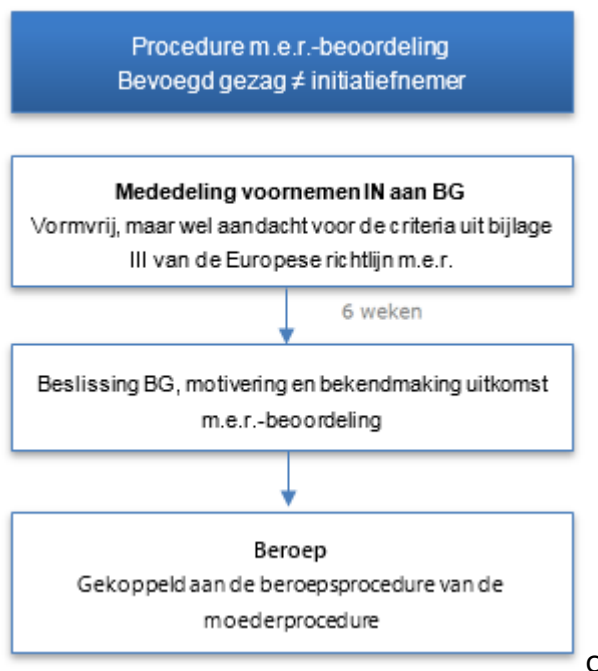 Procedure m.e.r.-beoordeling
Bevoegd gezag ≠ initiatiefnemer
Mededeling voornemen IN aan BG
Vormvrij, maar wel aandacht voor de criteria uit bijlage
III van de Europese richtlijn m.e.r.
6 weken
Beslissing BG, motivering en bekendmaking uitkomst
m.e.r.-beoordeling
Beroep
Gekoppeld aan de beroepsprocedure van de
moederprocedure